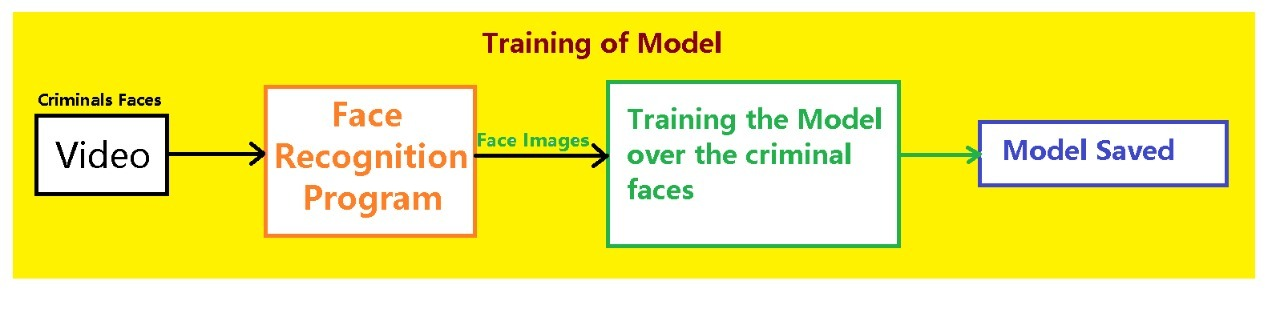 Training of Model
Criminals Faces
Video
Face
Recognition
Program
Face Images
Training the Model
over the criminal
faces
Model Saved